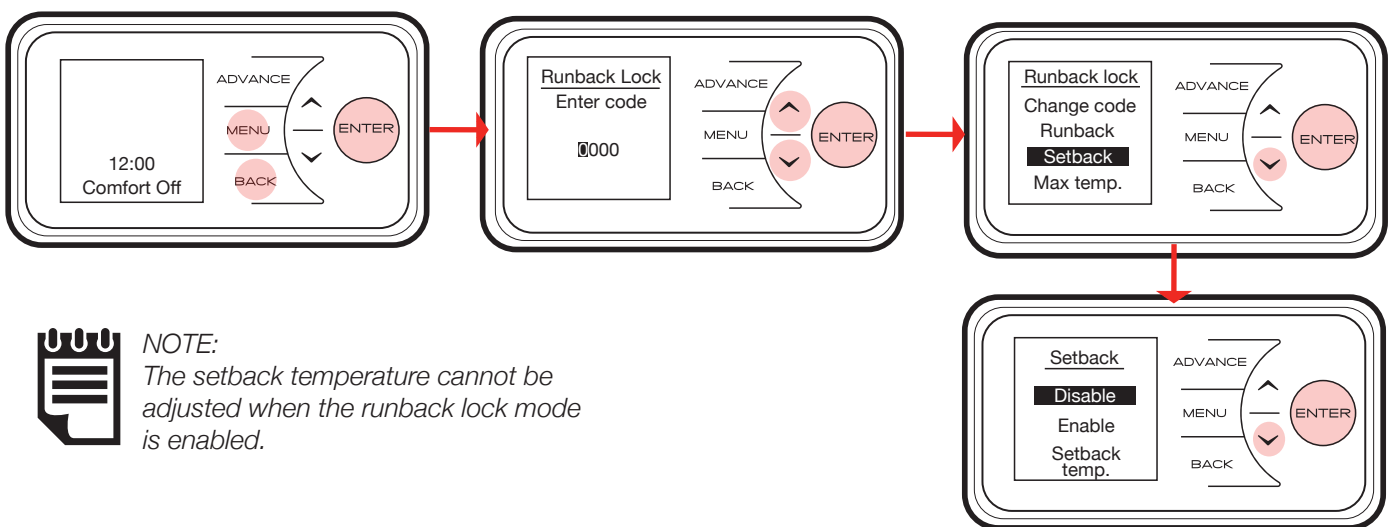 12:00
Comfort Off
ADVANCE
MENU
BACK
ENTER
Runback Lock
Enter code
0000
ADVANCE
MENU
BACK
ENTER
Runback lock
Change code
Runback
Setback
Max temp.
ADVANCE
MENU
BACK
ENTER
NOTE:
The setback temperature cannot be
adjusted when the runback lock mode
is enabled.
Setback
Disable
Enable
Setback
temp.
ADVANCE
MENU
BACK
ENTER